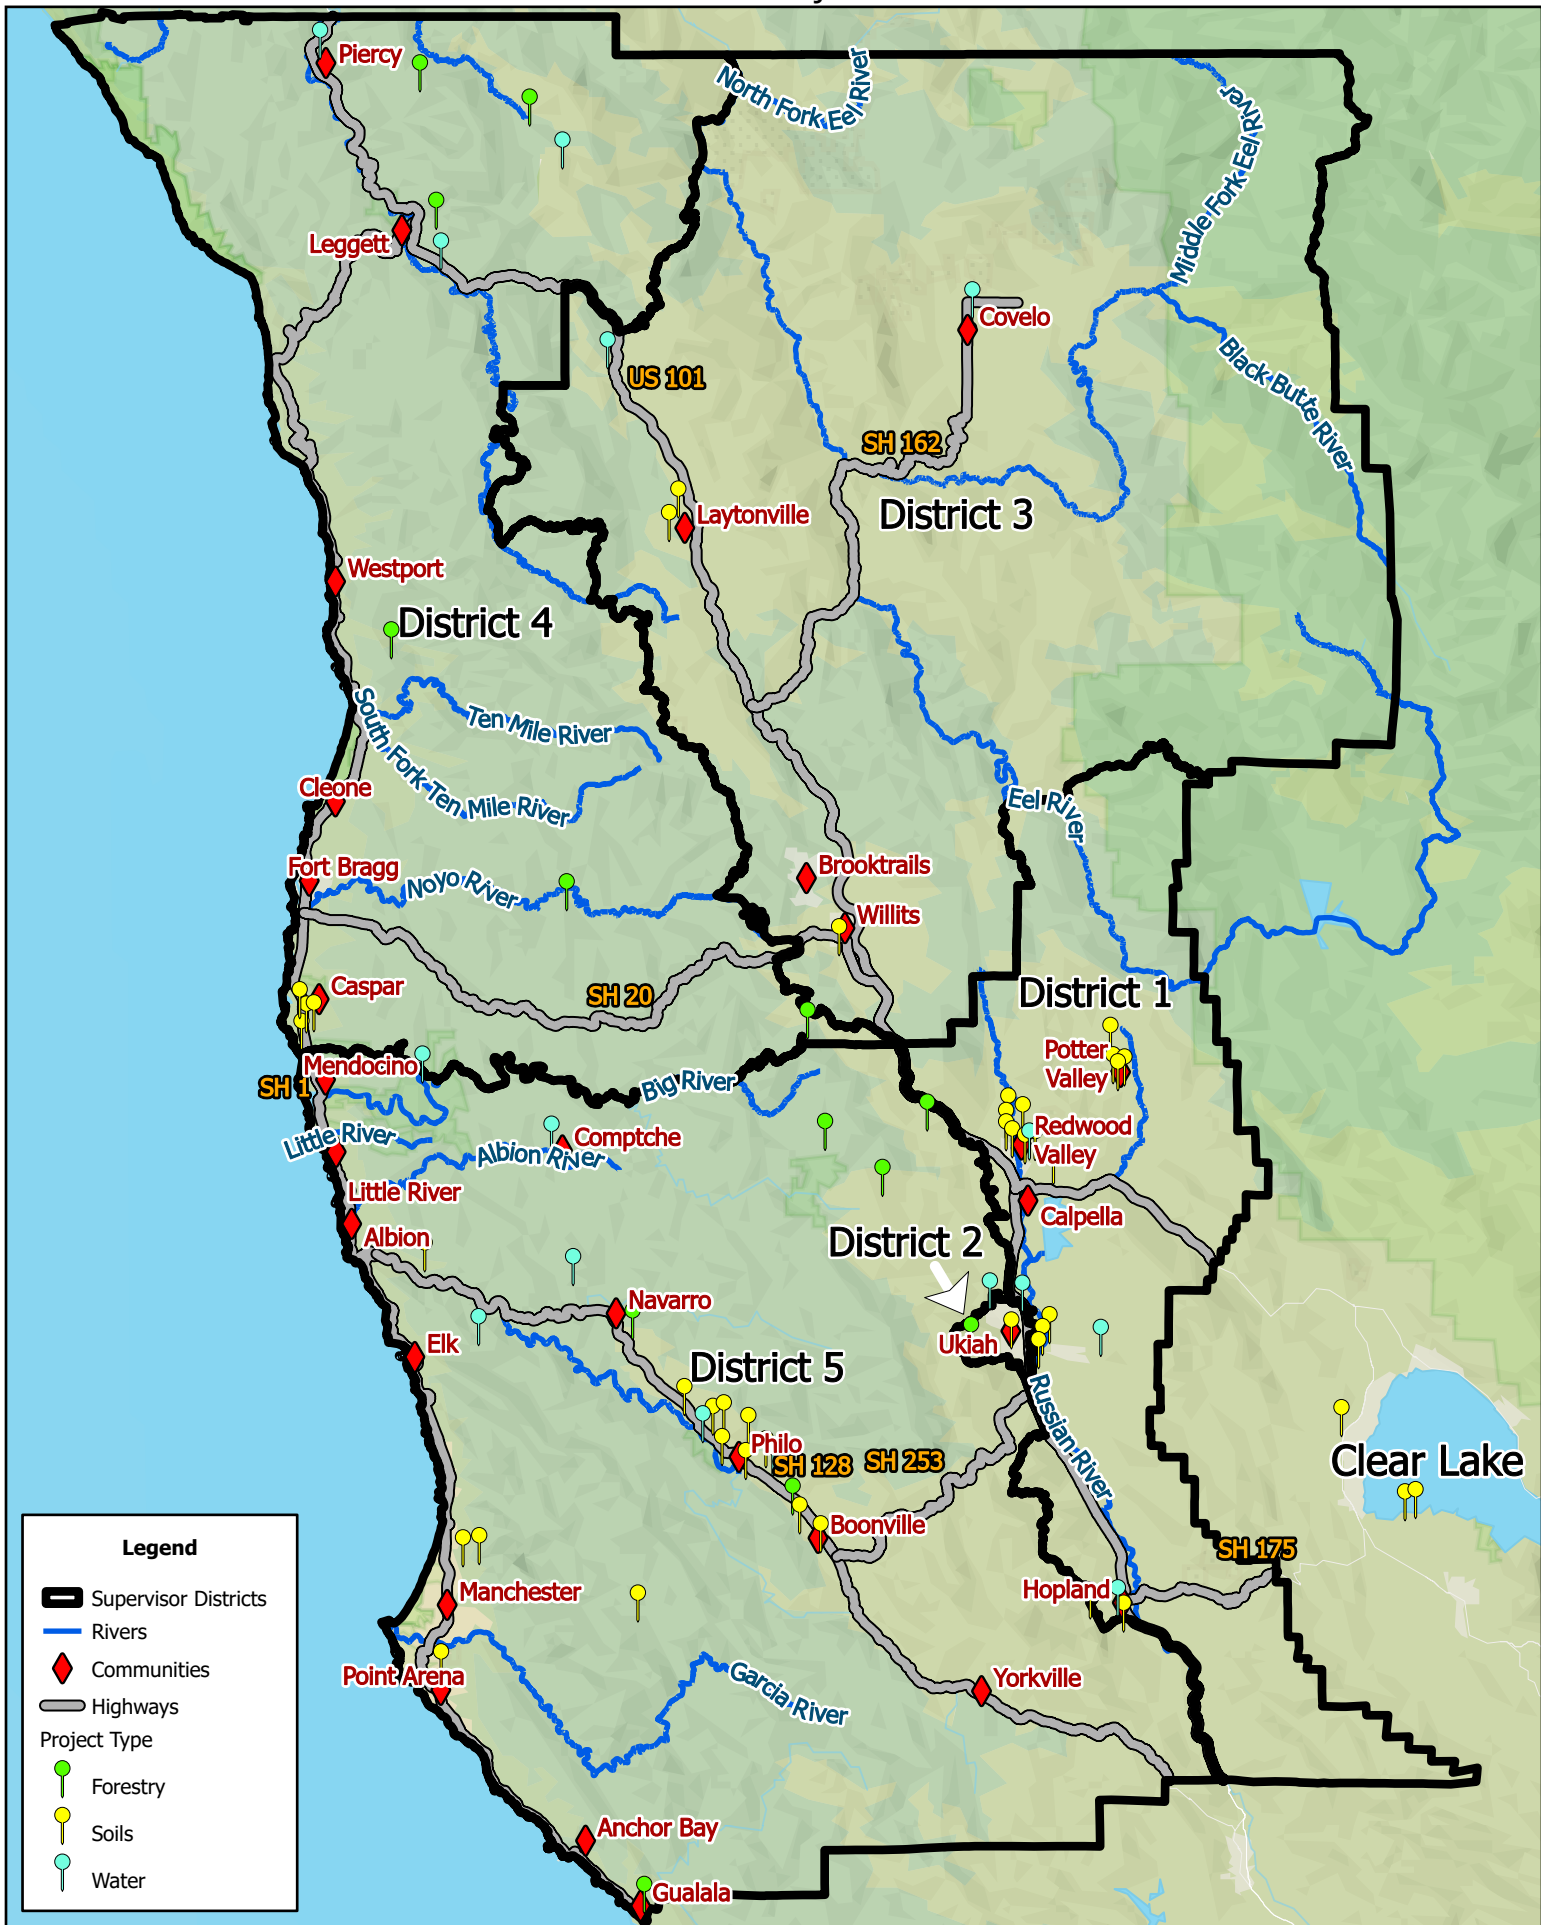 Piercy
North Fork Eel River
Middle Fork Eel River
Leggett
Covelo
US 101
Black Butte River
SH 162
Laytonville
District 3
Westport
District 4
Ten Mile River
South Fork Ten Mile River
Cleone
Eel River
Fort Bragg
Noyo River
Brooktrails
Willits
Caspar
SH 20
District 1
Potter
Valley
Mendocino
SH 1
Big River
Redwood
Valley
Little River
Comptche
Albion River
Little River
Calpella
Albion
District 2
Navarro
Ukiah
Elk
District 5
Russian River
Philo
SH 128
SH 253
Clear Lake
Boonville
SH 175
Hopland
Manchester
Point Arena
Garcia River
Yorkville
Anchor Bay
Gualala
Legend
Supervisor Districts
Rivers
Communities
Highways
Project Type
Forestry
Soils
Water